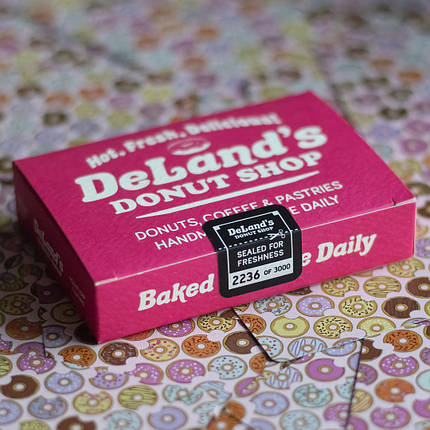 Hot, Fresh, Delicious!
DeLand's
DONUT SHOP
DONUTS, COFFEE & PASTRIES
HANDM E DAILY
DeLand's
DONUT SHOP
SEALED FOR
FRESHNESS
2236 OF 3000
Baked e Daily